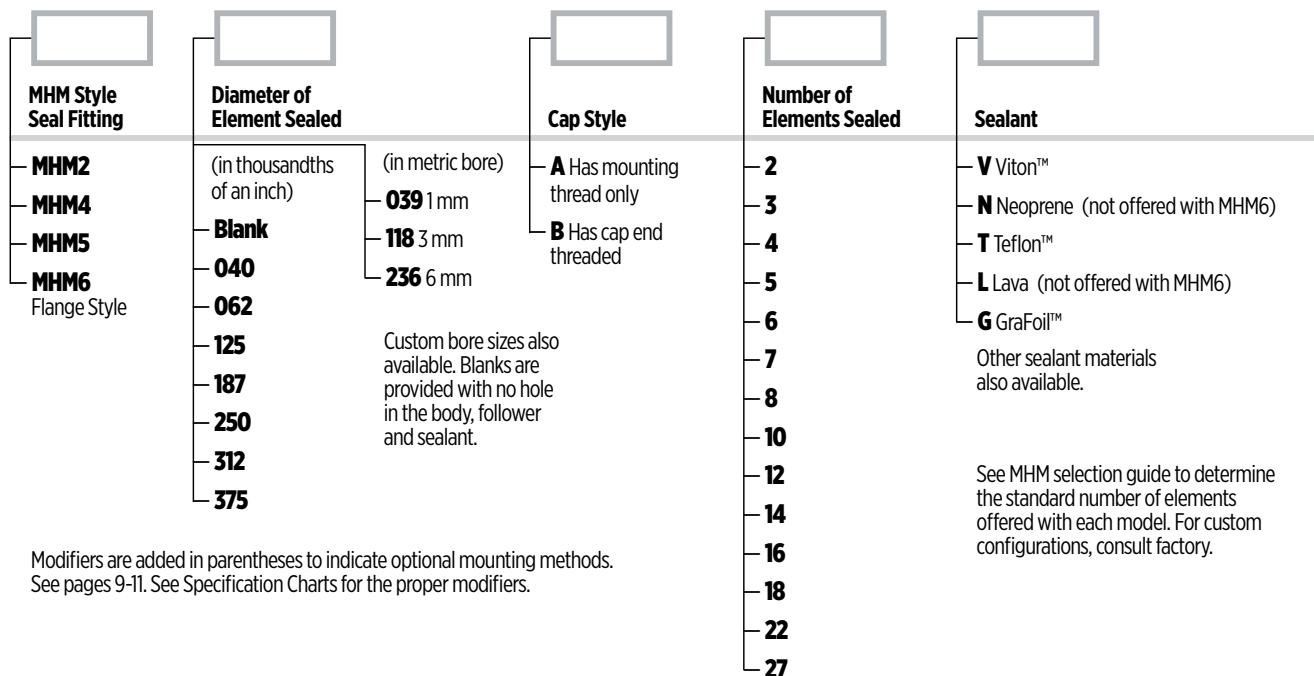 MHM Style
Seal Fitting
MHM2
MHM4
MHM5
MHM6
Flange Style
Diameter of
Element Sealed
(in thousandths
of an inch)
Blank
040
062
125
187
250
312
375
(in metric bore)
039 1 mm
118 3 mm
236 6 mm
Custom bore sizes also
available. Blanks are
provided with no hole
in the body, follower
and sealant.
Cap Style
A Has mounting
thread only
B Has cap end
threaded
Number of
Elements Sealed
2
3
4
5
6
7
8
10
12
14
16
18
22
27
Sealant
V Viton™
N Neoprene (not offered with MHM6)
T Teflon™
L Lava (not offered with MHM6)
G GraFoil™
Other sealant materials
also available.
See MHM selection guide to determine
the standard number of elements
offered with each model. For custom
configurations, consult factory.
Modifiers are added in parentheses to indicate optional mounting methods.
See pages 9-11. See Specification Charts for the proper modifiers.